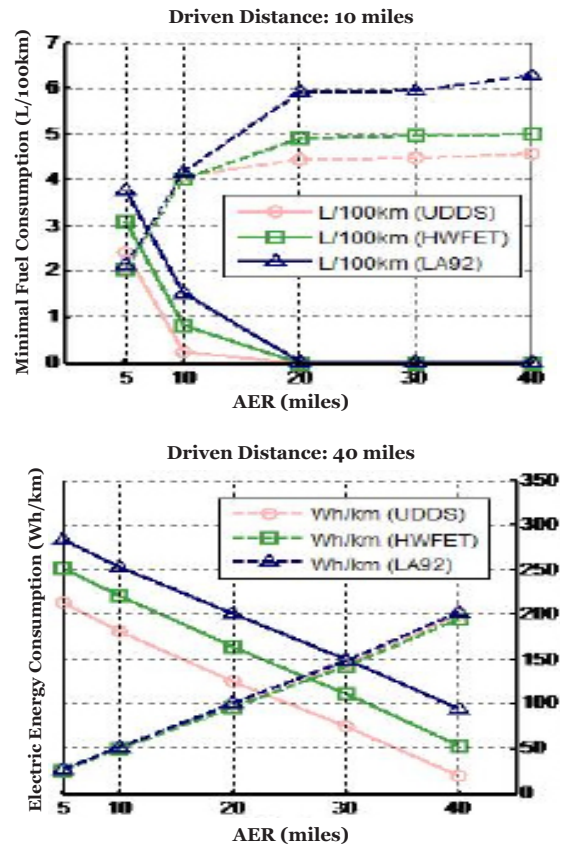 Driven Distance: 10 miles
Minimal Fuel Consumption (L/100km)
7
6
5
4
3
2
1
0
L/100km (UDDS)
L/100km (HWFET)
L/100km (LA92)
5 10 20 30 40
AER (miles)
Driven Distance: 40 miles
Electric Energy Consumption (Wh/km)
Wh/km (UDDS)
Wh/km (HWFET)
Wh/km (LA92)
350
300
250
200
150
100
50
0
5 10 20 30 40
AER (miles)